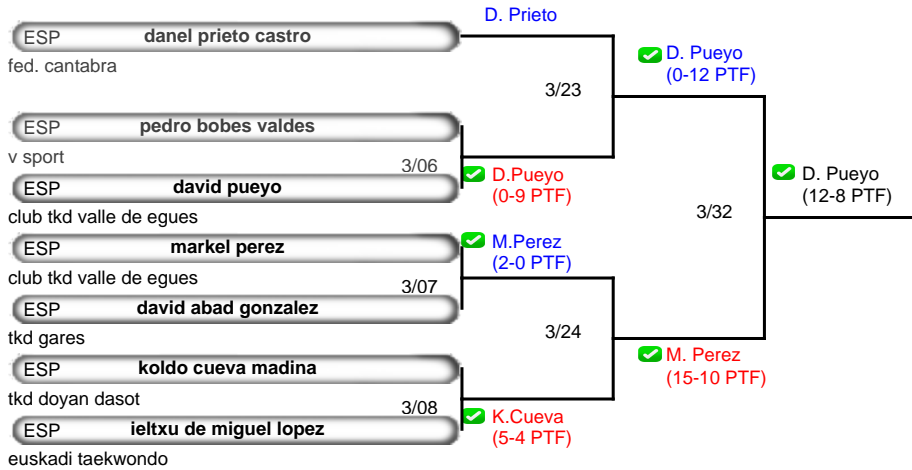 D. Prieto
ESP danel prieto castro
fed. cantabra
D. Pueyo
(0-12 PTF)
3/23
ESP pedro bobes valdes
v sport
3/06
ESP david pueyo
club tkd valle de egues
D.Pueyo
(0-9 PTF)
D. Pueyo
(12-8 PTF)
3/32
ESP markel perez
club tkd valle de egues
M.Perez
(2-0 PTF)
3/07
ESP david abad gonzalez
tkd gares
3/24
M. Perez
(15-10 PTF)
ESP koldo cueva madina
tkd doyan dasot
3/08
ESP ieltxu de miguel lopez
euskadi taekwondo
K.Cueva
(5-4 PTF)